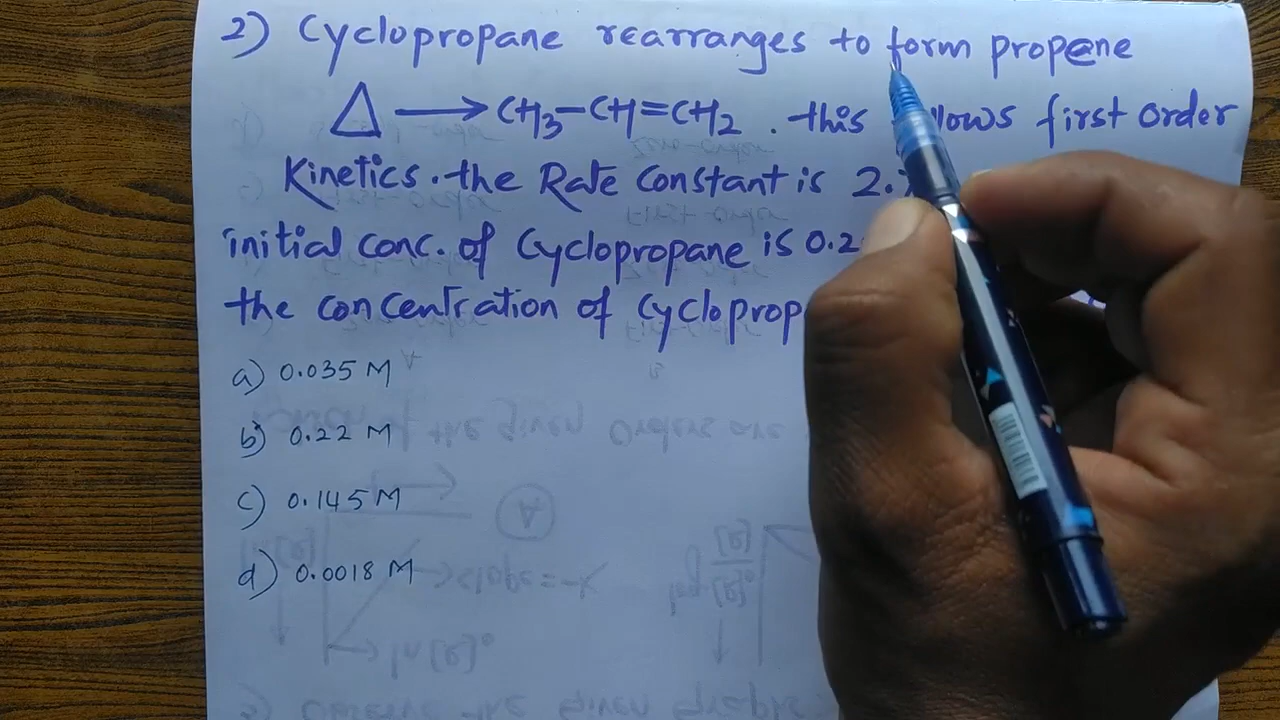 2) Cyclopropane rearranges to form propene
△ → CH3-CH=CH2 . this llows first order
Kinetics. the Rate Constant is 2.
initial conc. of Cyclopropane is 0.2
the concentration of cycloprop
a) 0.035 M
b) 0.22 M
c) 0.145 M
d) 0.0018 M